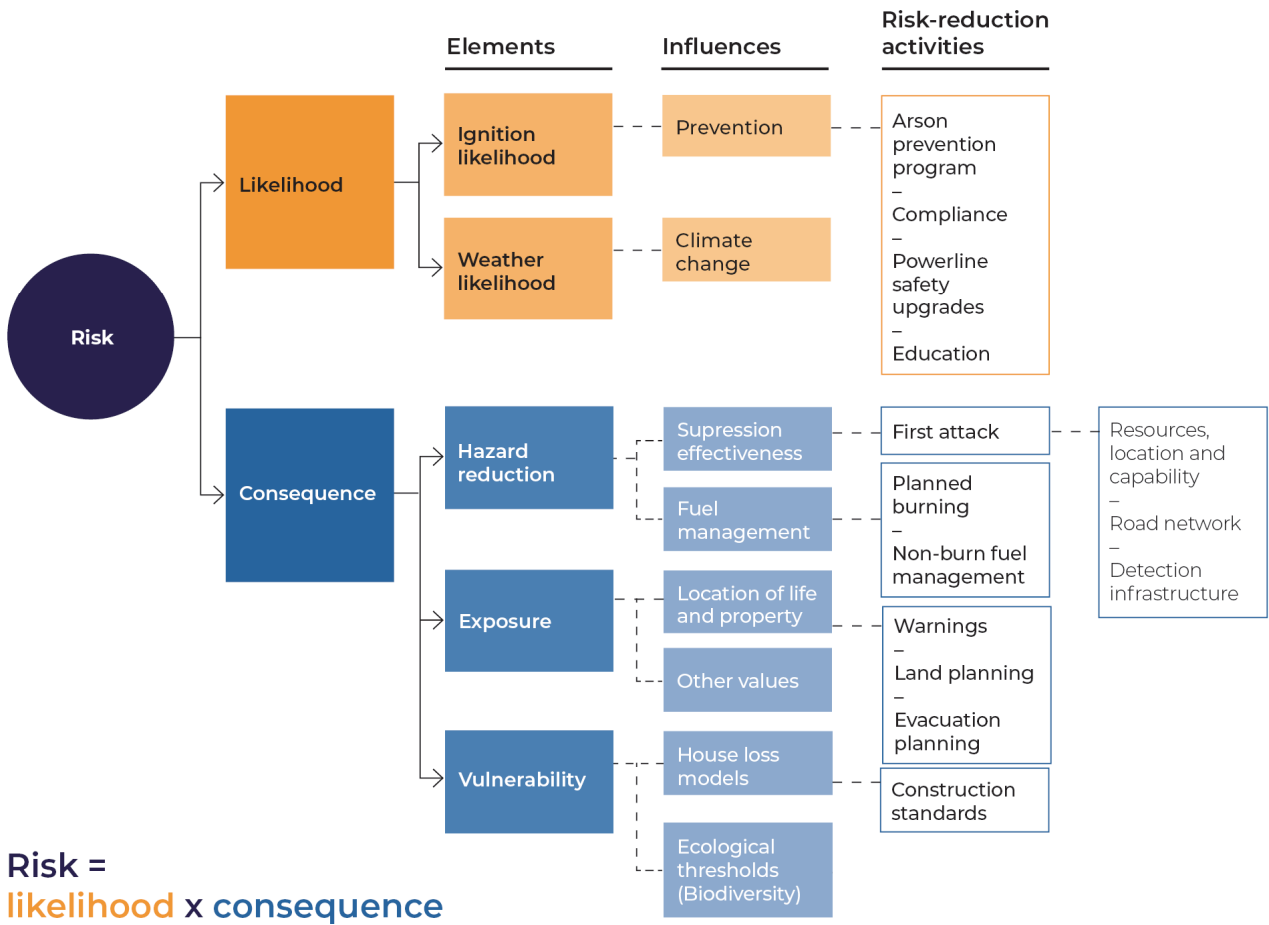 Elements
Influences
Risk-reduction
activities
Risk
Likelihood
Ignition
likelihood
Prevention
Arson
prevention
program
–
Compliance
–
Powerline
safety
upgrades
–
Education
Weather
likelihood
Climate
change
Consequence
Hazard
reduction
Supression
effectiveness
First attack
Resources,
location and
capability
–
Road network
–
Detection
infrastructure
Fuel
management
Planned
burning
–
Non-burn fuel
management
Exposure
Location of life
and property
Warnings
–
Land planning
–
Evacuation
planning
Other values
Vulnerability
House loss
models
Construction
standards
Ecological
thresholds
(Biodiversity)
Risk =
likelihood x consequence